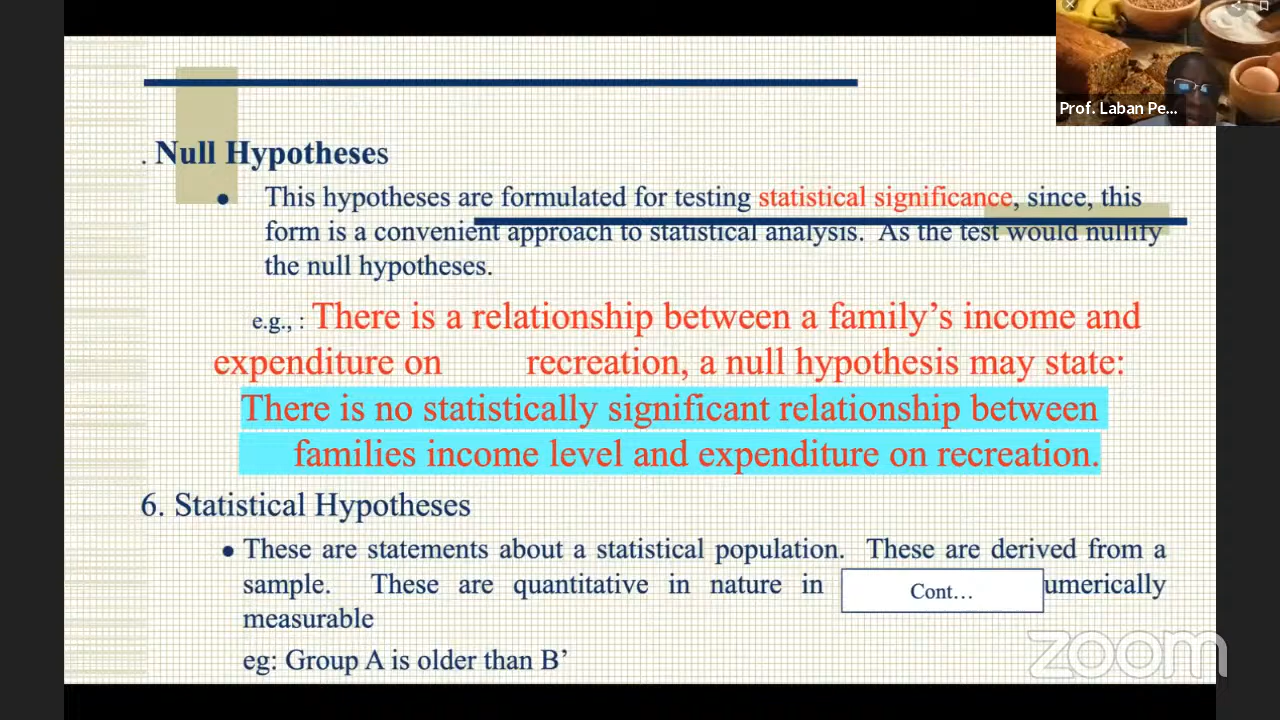 Prof. Laban Pe...
. Null Hypotheses
• This hypotheses are formulated for testing statistical significance, since, this
form is a convenient approach to statistical analysis. As the test would nullify
the null hypotheses.
e.g., : There is a relationship between a family’s income and
expenditure on recreation, a null hypothesis may state:
There is no statistically significant relationship between
families income level and expenditure on recreation.
6. Statistical Hypotheses
• These are statements about a statistical population. These are derived from a
sample. These are quantitative in nature in umerically
Cont…
measurable
eg: Group A is older than B’
zoom